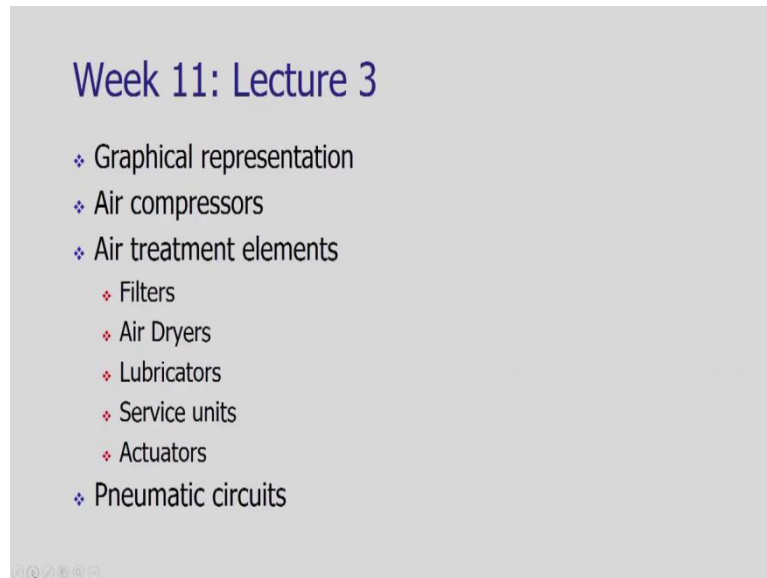 Week 11: Lecture 3
Graphical representation
Air compressors
Air treatment elements
Filters
Air Dryers
Lubricators
Service units
Actuators
Pneumatic circuits